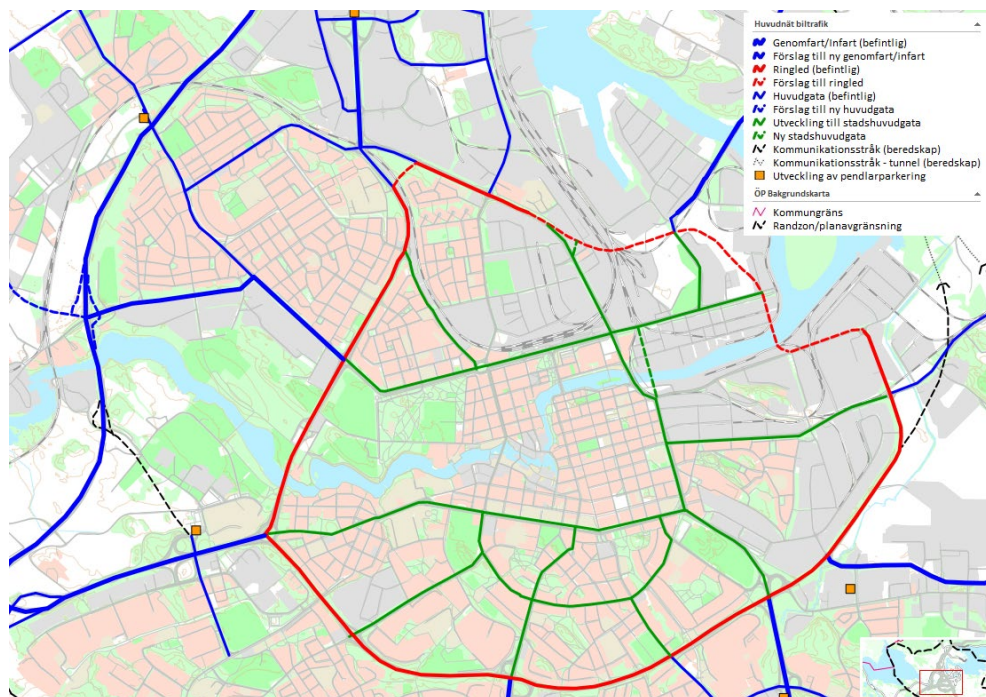 Huvudnät biltrafik
Genomfart/Infart (befintlig)
Förslag till ny genomfart/infart
Ringled (befintlig)
Förslag till ringled
Huvudgata (befintlig)
Förslag till ny huvudgata
Utveckling till stadshuvudgata
Ny stadshuvudgata
Kommunikationsstråk (beredskap)
Kommunikationsstråk - tunnel (beredskap)
Utveckling av pendlarparkering
ÖP Bakgrundskarta
Kommungräns
Randzon/planavgränsning